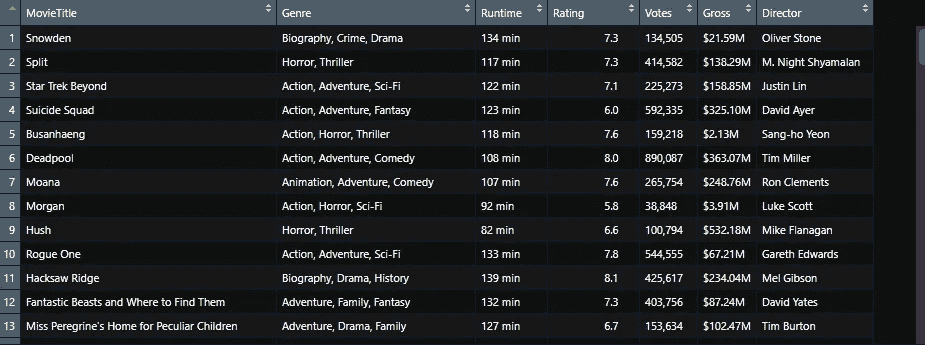 MovieTitle Genre Runtime Rating Votes Gross Director
1 Snowden Biography, Crime, Drama 134 min 7.3 134,505 $21.59M Oliver Stone
2 Split Horror, Thriller 117 min 7.3 414,582 $138.29M M. Night Shyamalan
3 Star Trek Beyond Action, Adventure, Sci-Fi 122 min 7.1 225,273 $158.85M Justin Lin
4 Suicide Squad Action, Adventure, Fantasy 123 min 6.0 592,335 $325.10M David Ayer
5 Busanhaeng Action, Horror, Thriller 118 min 7.6 159,218 $2.13M Sang-ho Yeon
6 Deadpool Action, Adventure, Comedy 108 min 8.0 890,087 $363.07M Tim Miller
7 Moana Animation, Adventure, Comedy 107 min 7.6 265,754 $248.76M Ron Clements
8 Morgan Action, Horror, Sci-Fi 92 min 5.8 38,848 $3.91M Luke Scott
9 Hush Horror, Thriller 82 min 6.6 100,794 $532.18M Mike Flanagan
10 Rogue One Action, Adventure, Sci-Fi 133 min 7.8 544,555 $67.21M Gareth Edwards
11 Hacksaw Ridge Biography, Drama, History 139 min 8.1 425,617 $234.04M Mel Gibson
12 Fantastic Beasts and Where to Find Them Adventure, Family, Fantasy 132 min 7.3 403,756 $87.24M David Yates
13 Miss Peregrine's Home for Peculiar Children Adventure, Drama, Family 127 min 6.7 153,634 $102.47M Tim Burton